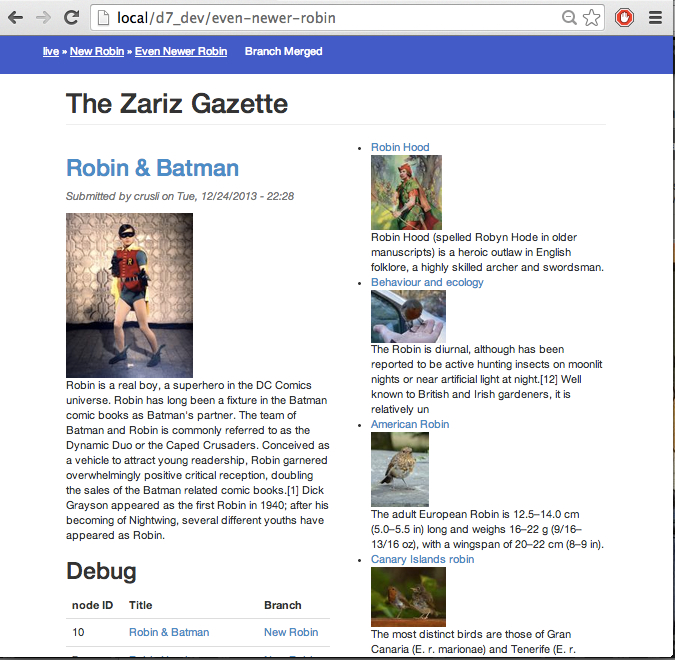 local/d7_dev/even-newer-robin
live » New Robin » Even Newer Robin Branch Merged
The Zariz Gazette
Robin & Batman
Submitted by crusli on Tue, 12/24/2013 - 22:28
Robin is a real boy, a superhero in the DC Comics
universe. Robin has long been a fixture in the Batman
comic books as Batman's partner. The team of
Batman and Robin is commonly referred to as the
Dynamic Duo or the Caped Crusaders. Conceived as
a vehicle to attract young readership, Robin garnered
overwhelmingly positive critical reception, doubling
the sales of the Batman related comic books.[1] Dick
Grayson appeared as the first Robin in 1940; after his
becoming of Nightwing, several different youths have
appeared as Robin.
Debug
node ID Title Branch
10 Robin & Batman New Robin
Robin Hood
Robin Hood (spelled Robyn Hode in older
manuscripts) is a heroic outlaw in English
folklore, a highly skilled archer and swordsman.
Behaviour and ecology
The Robin is diurnal, although has been
reported to be active hunting insects on moonlit
nights or near artificial light at night.[12] Well
known to British and Irish gardeners, it is
relatively un
American Robin
The adult European Robin is 12.5–14.0 cm
(5.0–5.5 in) long and weighs 16–22 g (9/16–
13/16 oz), with a wingspan of 20–22 cm (8–9 in).
Canary Islands robin
The most distinct birds are those of Gran
Canaria (E. r. marionae) and Tenerife (E. r.